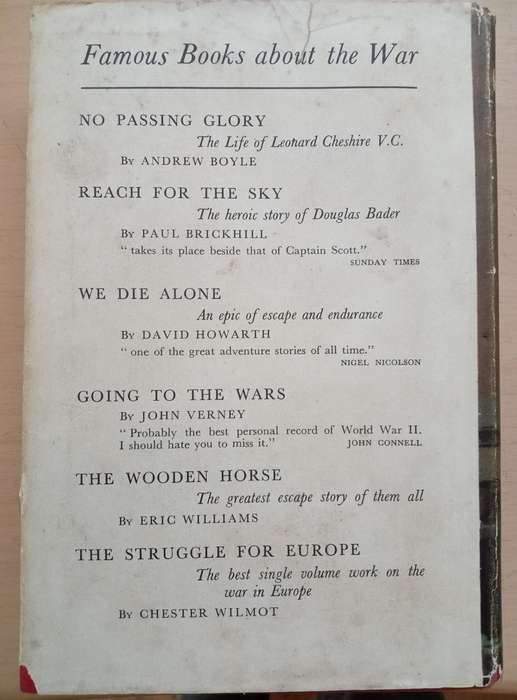 Famous Books about the War
NO PASSING GLORY
The Life of Leonard Cheshire V.C.
By ANDREW BOYLE
REACH FOR THE SKY
The heroic story of Douglas Bader
By PAUL BRICKHILL
" takes its place beside that of Captain Scott."
SUNDAY TIMES
WE DIE ALONE
An epic of escape and endurance
By DAVID HOWARTH
" one of the great adventure stories of all time."
NIGEL NICOLSON
GOING TO THE WARS
By JOHN VERNEY
" Probably the best personal record of World War II.
I should hate you to miss it." JOHN CONNELL
THE WOODEN HORSE
The greatest escape story of them all
By ERIC WILLIAMS
THE STRUGGLE FOR EUROPE
The best single volume work on the
war in Europe
By CHESTER WILMOT